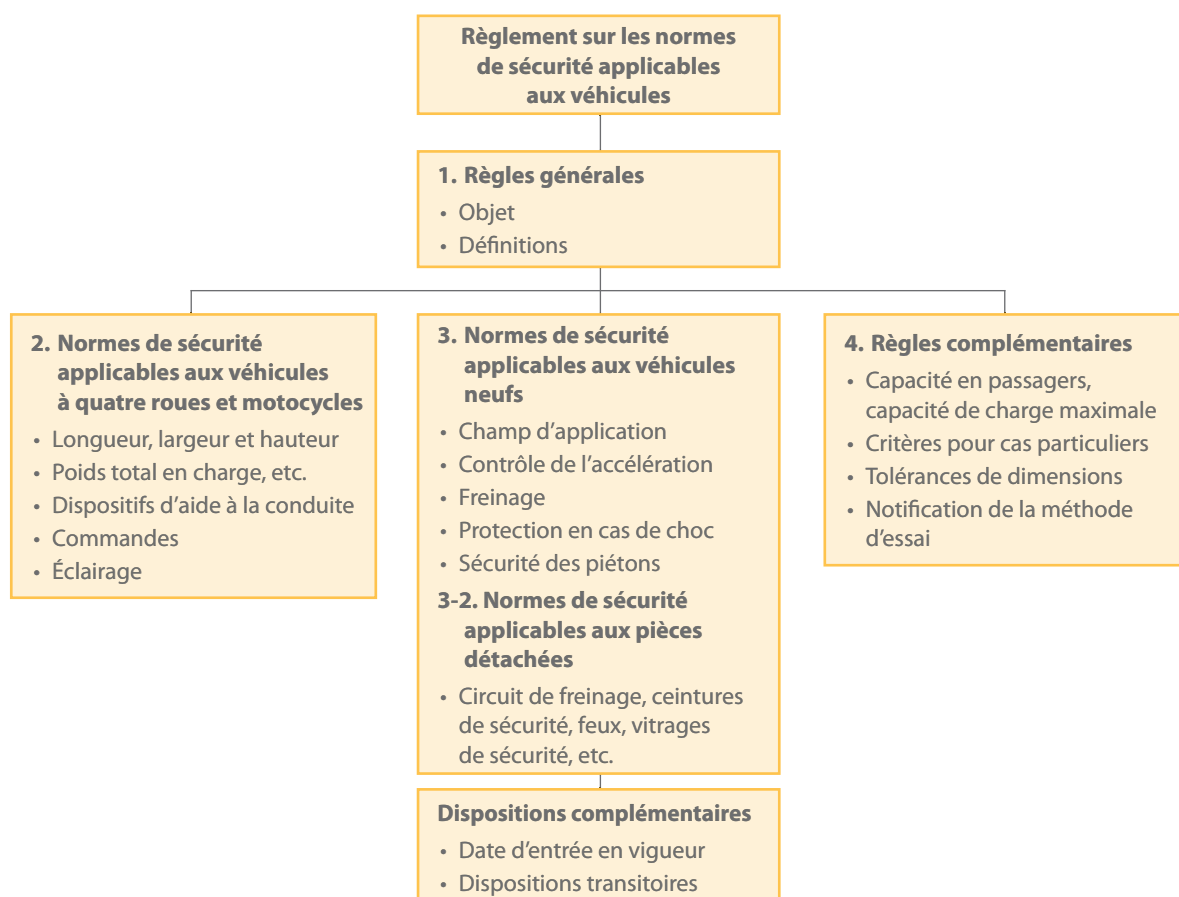 Règlement sur les normes
de sécurité applicables
aux véhicules
1. Règles générales
• Objet
• Définitions
2. Normes de sécurité
applicables aux véhicules
à quatre roues et motocycles
• Longueur, largeur et hauteur
• Poids total en charge, etc.
• Dispositifs d'aide à la conduite
• Commandes
• Éclairage
3. Normes de sécurité
applicables aux véhicules
neufs
• Champ d'application
• Contrôle de l'accélération
• Freinage
• Protection en cas de choc
• Sécurité des piétons
3-2. Normes de sécurité
applicables aux pièces
détachées
• Circuit de freinage, ceintures
de sécurité, feux, vitrages
de sécurité, etc.
4. Règles complémentaires
• Capacité en passagers,
capacité de charge maximale
• Critères pour cas particuliers
• Tolérances de dimensions
• Notification de la méthode
d'essai
Dispositions complémentaires
• Date d'entrée en vigueur
• Dispositions transitoires